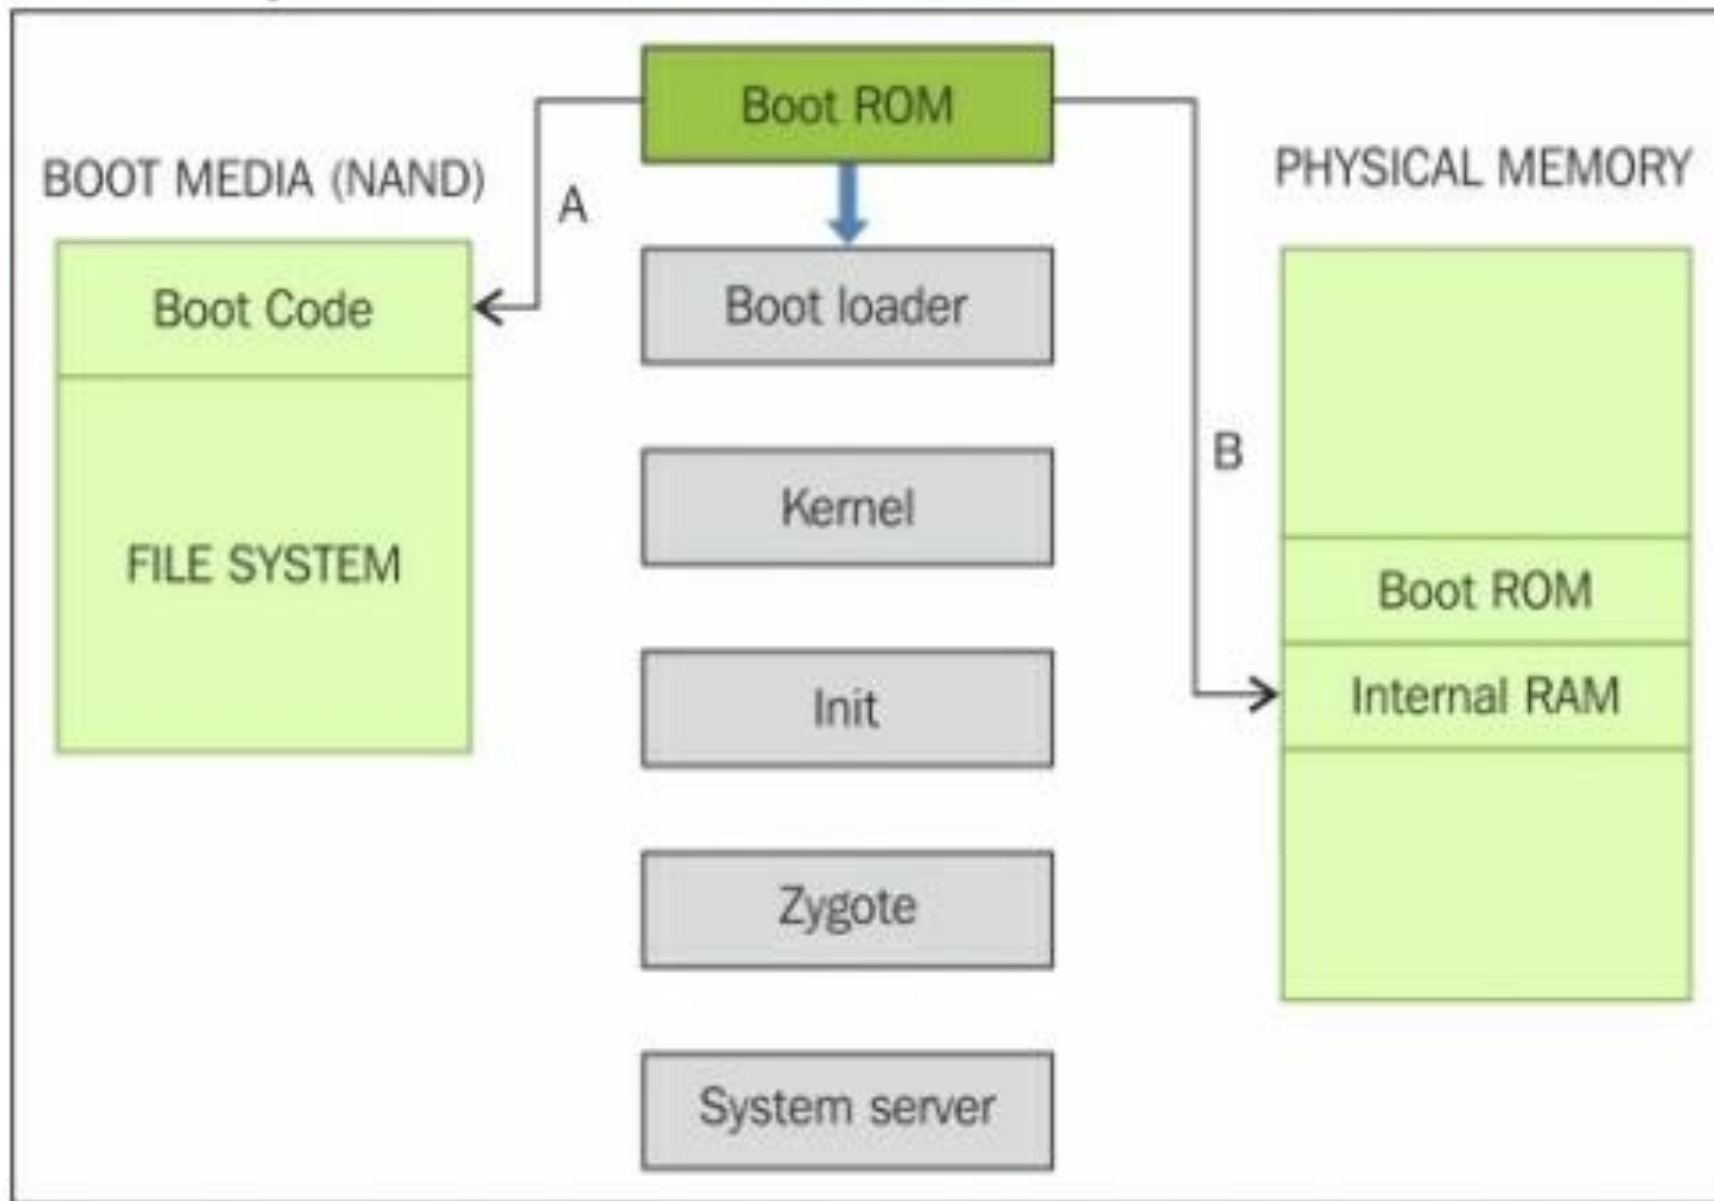 Boot ROM
BOOT MEDIA (NAND)
A
PHYSICAL MEMORY
Boot Code
Boot loader
B
Kernel
FILE SYSTEM
Boot ROM
Init
Internal RAM
Zygote
System server